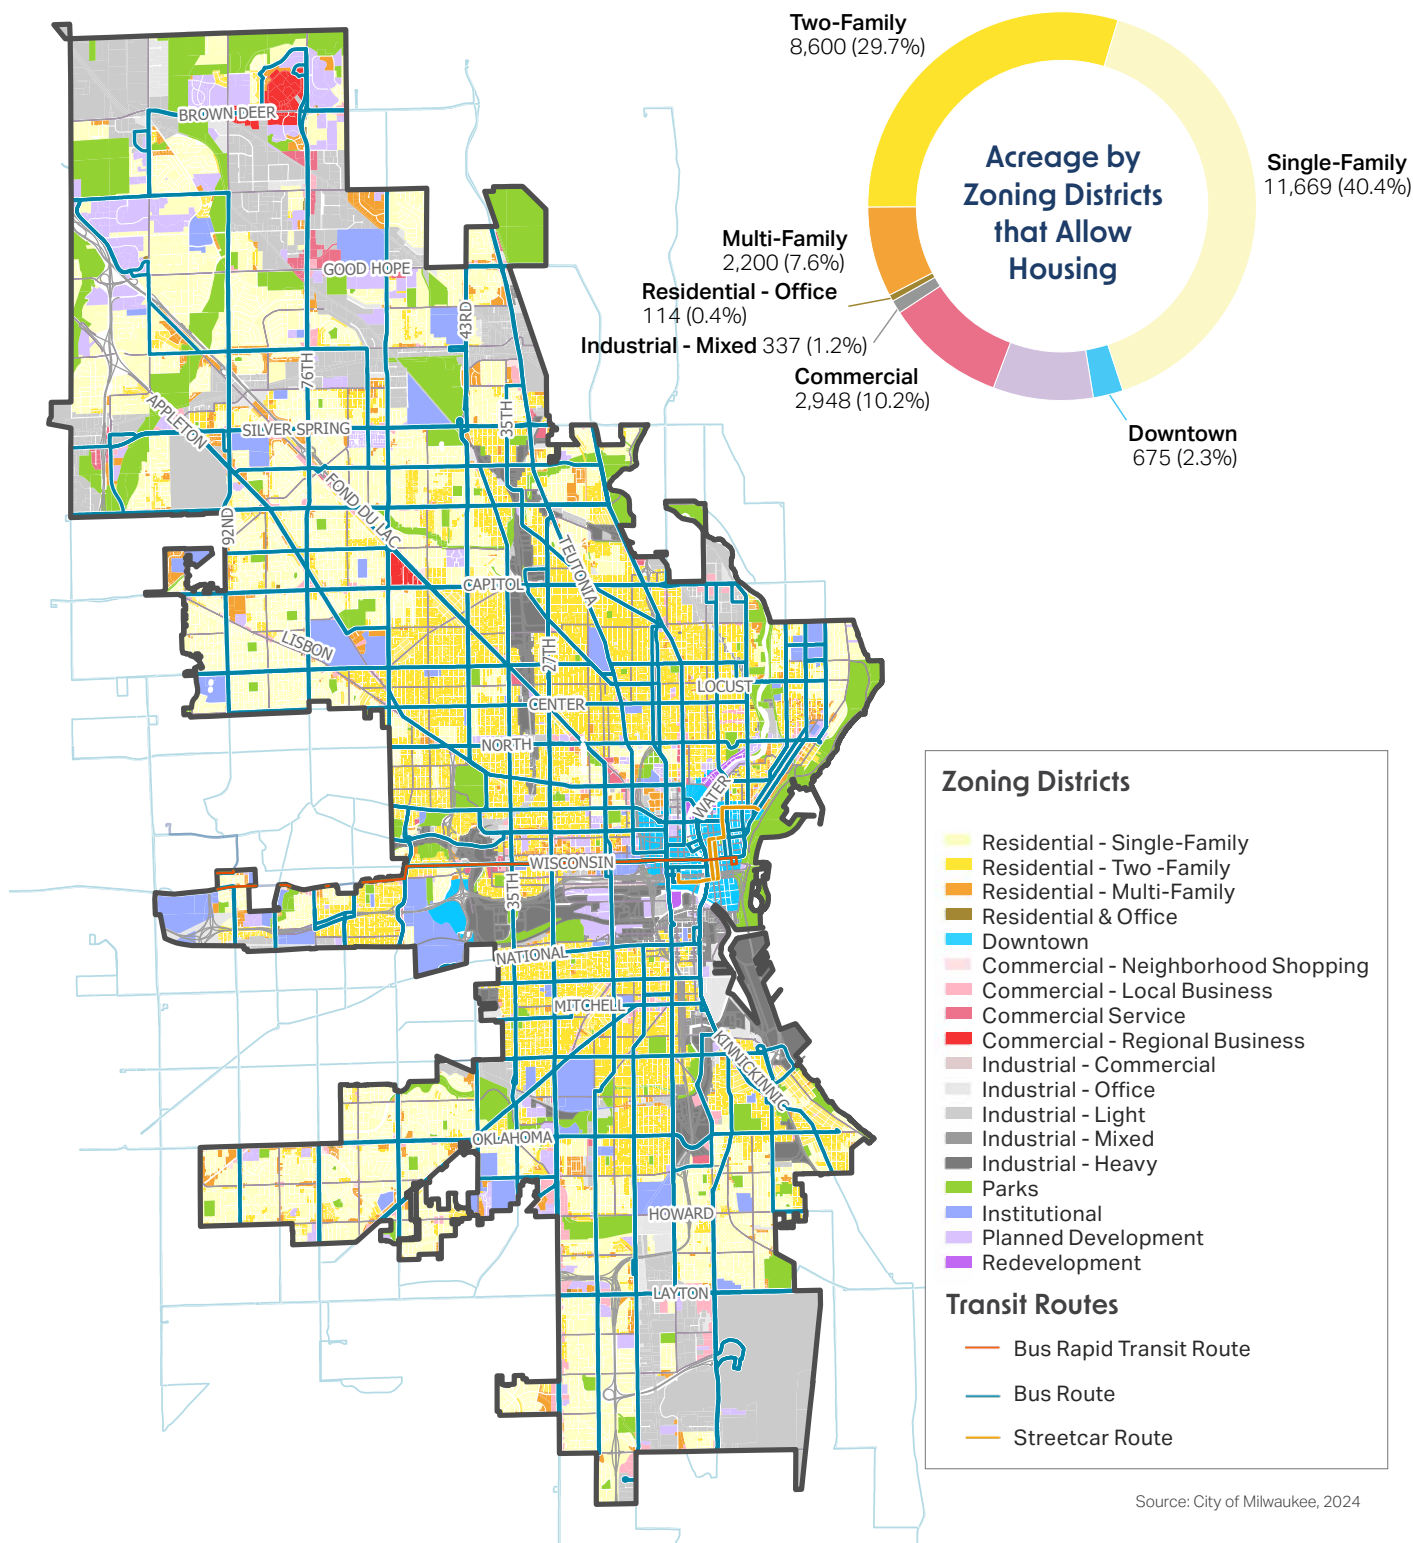 Two-Family
8,600 (29.7%)
Acreage by
Zoning Districts
that Allow
Housing
Single-Family
11,669 (40.4%)
Multi-Family
2,200 (7.6%)
Residential - Office
114 (0.4%)
Industrial - Mixed 337 (1.2%)
Commercial
2,948 (10.2%)
Downtown
675 (2.3%)
BROWN DEER
GOOD HOPE
43RD
76TH
APPLETON
SILVER SPRING
35TH
FOND DU LAC
92ND
TEUTONIA
CAPITOL
LISBON
27TH
LOCUST
CENTER
NORTH
WATER
WISCONSIN
35TH
NATIONAL
MITCHELL
KINNICKINNIC
OKLAHOMA
HOWARD
LAYTON
Zoning Districts
Residential - Single-Family
Residential - Two -Family
Residential - Multi-Family
Residential & Office
Downtown
Commercial - Neighborhood Shopping
Commercial - Local Business
Commercial Service
Commercial - Regional Business
Industrial - Commercial
Industrial - Office
Industrial - Light
Industrial - Mixed
Industrial - Heavy
Parks
Institutional
Planned Development
Redevelopment
Transit Routes
Bus Rapid Transit Route
Bus Route
Streetcar Route
Source: City of Milwaukee, 2024